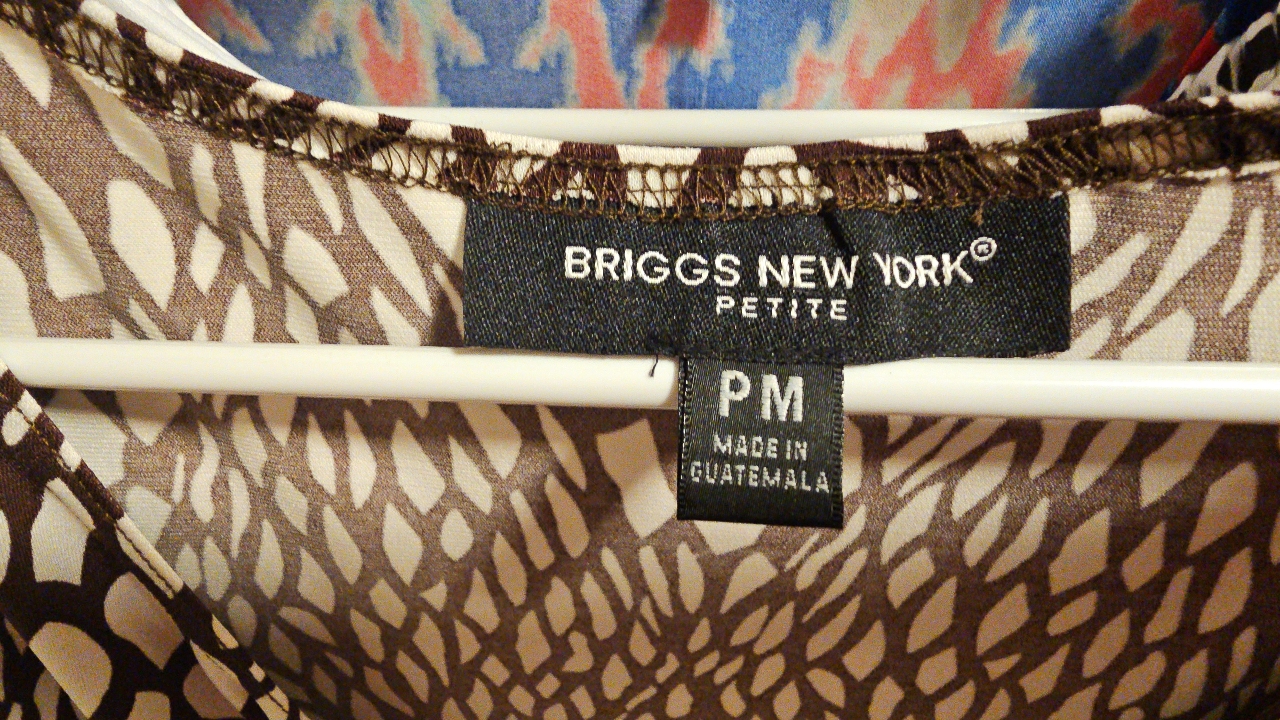 BRIGGS NEW YORK®
PETITE
PM
MADE IN
GUATEMALA